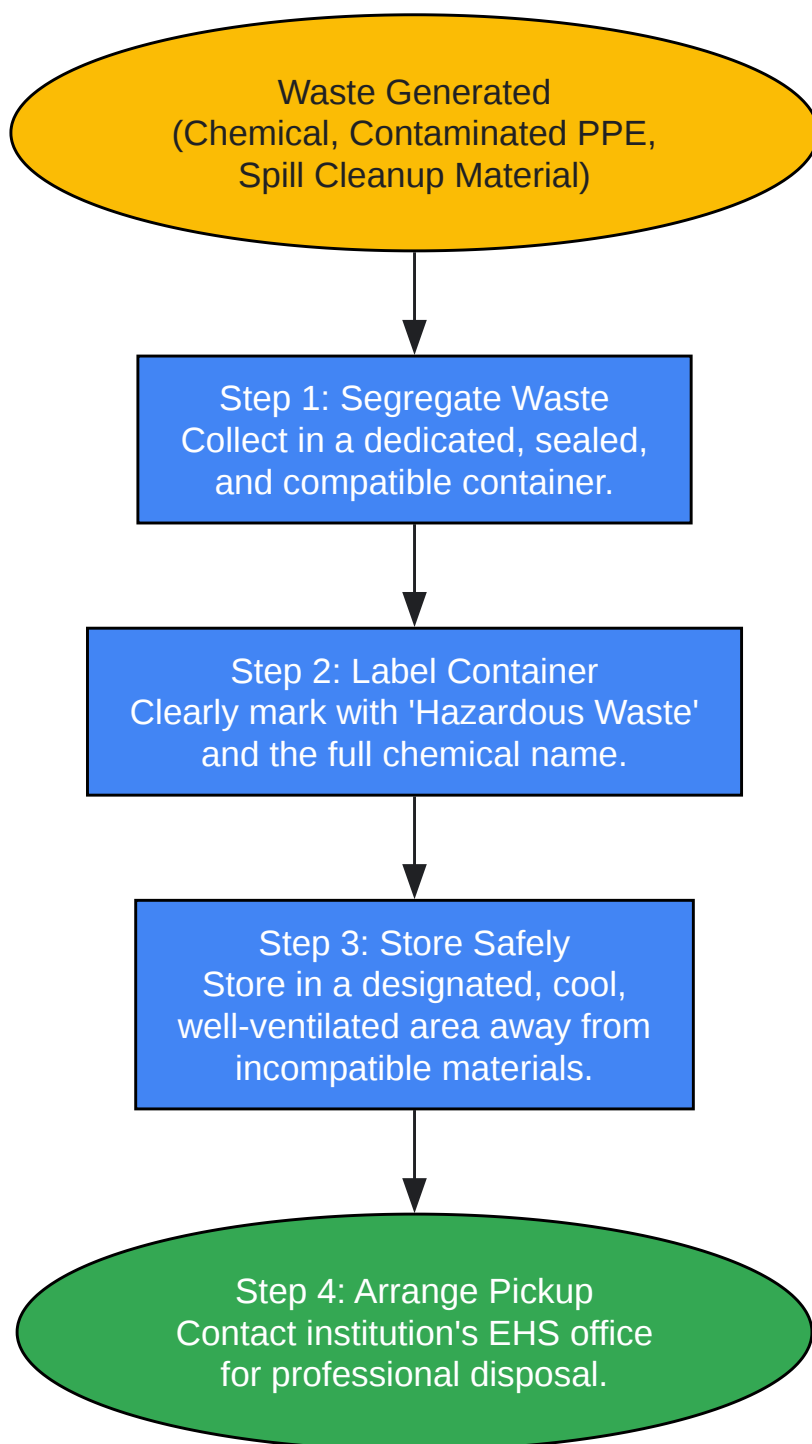 Waste Generated
(Chemical, Contaminated PPE,
Spill Cleanup Material)
Step 1: Segregate Waste
Collect in a dedicated, sealed,
and compatible container.
Step 2: Label Container
Clearly mark with 'Hazardous Waste'
and the full chemical name.
Step 3: Store Safely
Store in a designated, cool,
well-ventilated area away from
incompatible materials.
Step 4: Arrange Pickup
Contact institution's EHS office
for professional disposal.